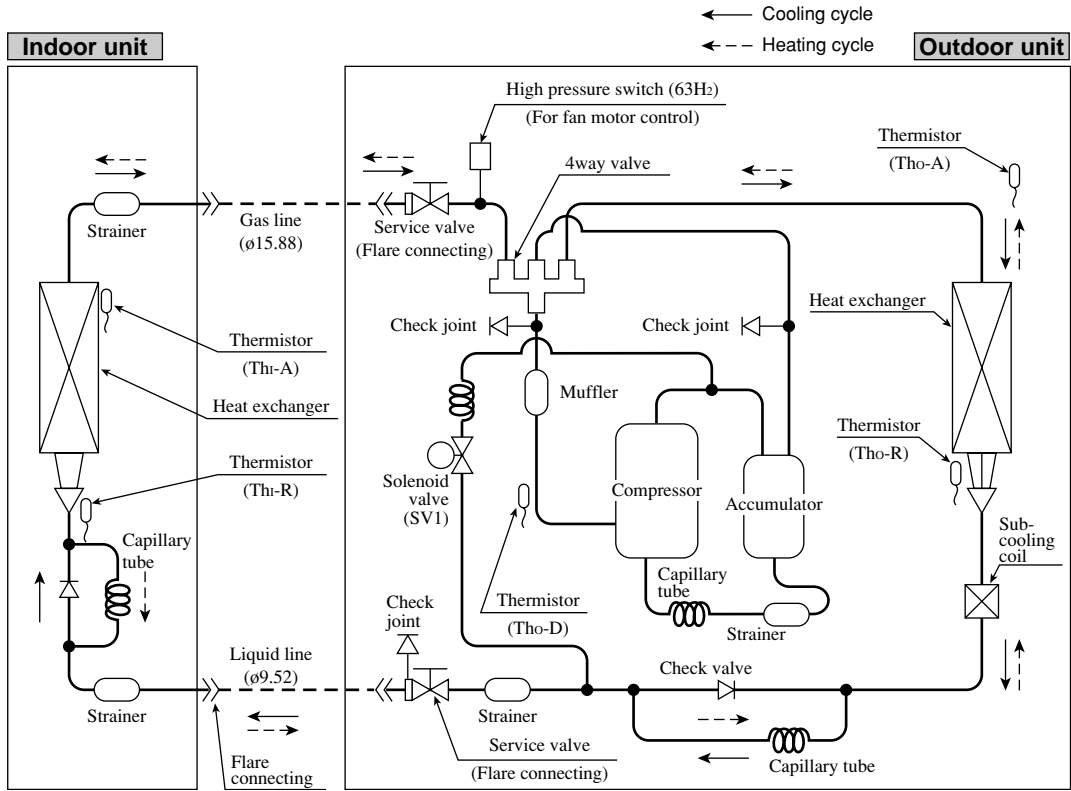 Cooling cycle
Heating cycle
Indoor unit
Outdoor unit
High pressure switch (63H2)
(For fan motor control)
Thermistor
(ThO-A)
4way valve
Strainer
Gas line
(ø15.88)
Service valve
(Flare connecting)
Heat exchanger
Check joint
Check joint
Thermistor
(ThI-A)
Muffler
Heat exchanger
Thermistor
(ThO-R)
Thermistor
(ThI-R)
Solenoid
valve
(SV1)
Compressor
Accumulator
Sub-
cooling
coil
Capillary
tube
Capillary
tube
Check
joint
Thermistor
(ThO-D)
Strainer
Liquid line
(ø9.52)
Check valve
Strainer
Strainer
Service valve
(Flare connecting)
Flare
connecting
Capillary tube